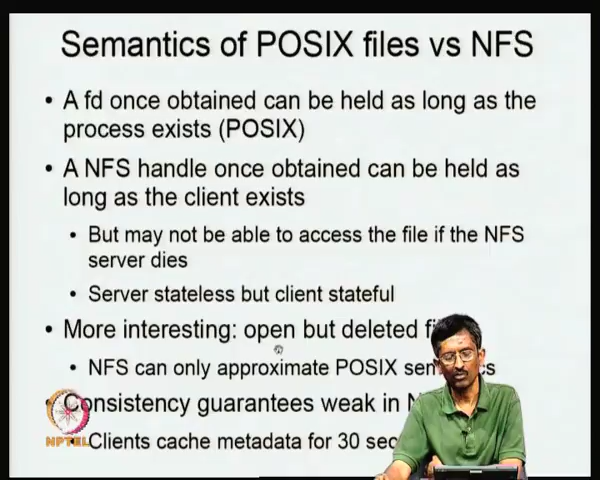 Semantics of POSIX files vs NFS
• A fd once obtained can be held as long as the
process exists (POSIX)
• A NFS handle once obtained can be held as
long as the client exists
• But may not be able to access the file if the NFS
server dies
• Server stateless but client stateful
• More interesting: open but deleted
• NFS can only approximate POSIX
Consistency guarantees weak in
Clients cache metadata for 30
NPTEL